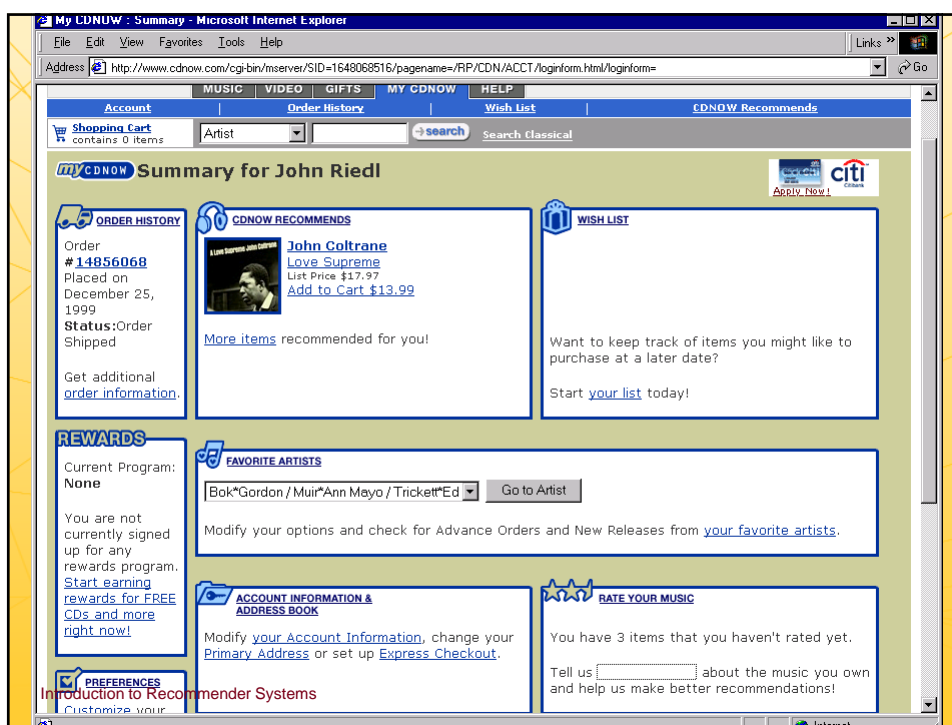 My CDNOW : Summary - Microsoft Internet Explorer
File Edit View Favorites Tools Help
Links »
Address http://www.cdnow.com/cgi-bin/mserver/SID=1648068516/pagename=/RP/CDN/ACCT/loginform.html/loginform=
Go
MUSIC VIDEO GIFTS MY CDNOW HELP
Account | Order History | Wish List | CDNOW Recommends
Shopping Cart
contains 0 items
Artist
search
Search Classical
my CDNOW Summary for John Riedl
citi
Citibank
Apply Now!
ORDER HISTORY
Order
#14856068
Placed on
December 25,
1999
Status:Order
Shipped
Get additional
order information.
CDNOW RECOMMENDS
A Love Supreme John Coltrane
John Coltrane
Love Supreme
List Price $17.97
Add to Cart $13.99
More items recommended for you!
WISH LIST
Want to keep track of items you might like to
purchase at a later date?
Start your list today!
REWARDS
Current Program:
None
You are not
currently signed
up for any
rewards program.
Start earning
rewards for FREE
CDs and more
right now!
FAVORITE ARTISTS
Bok*Gordon / Muir*Ann Mayo / Trickett*Ed
Go to Artist
Modify your options and check for Advance Orders and New Releases from your favorite artists.
ACCOUNT INFORMATION &
ADDRESS BOOK
Modify your Account Information, change your
Primary Address or set up Express Checkout.
RATE YOUR MUSIC
You have 3 items that you haven't rated yet.
Tell us about the music you own
and help us make better recommendations!
PREFERENCES
Customize your
Introduction to Recommender Systems
Internet